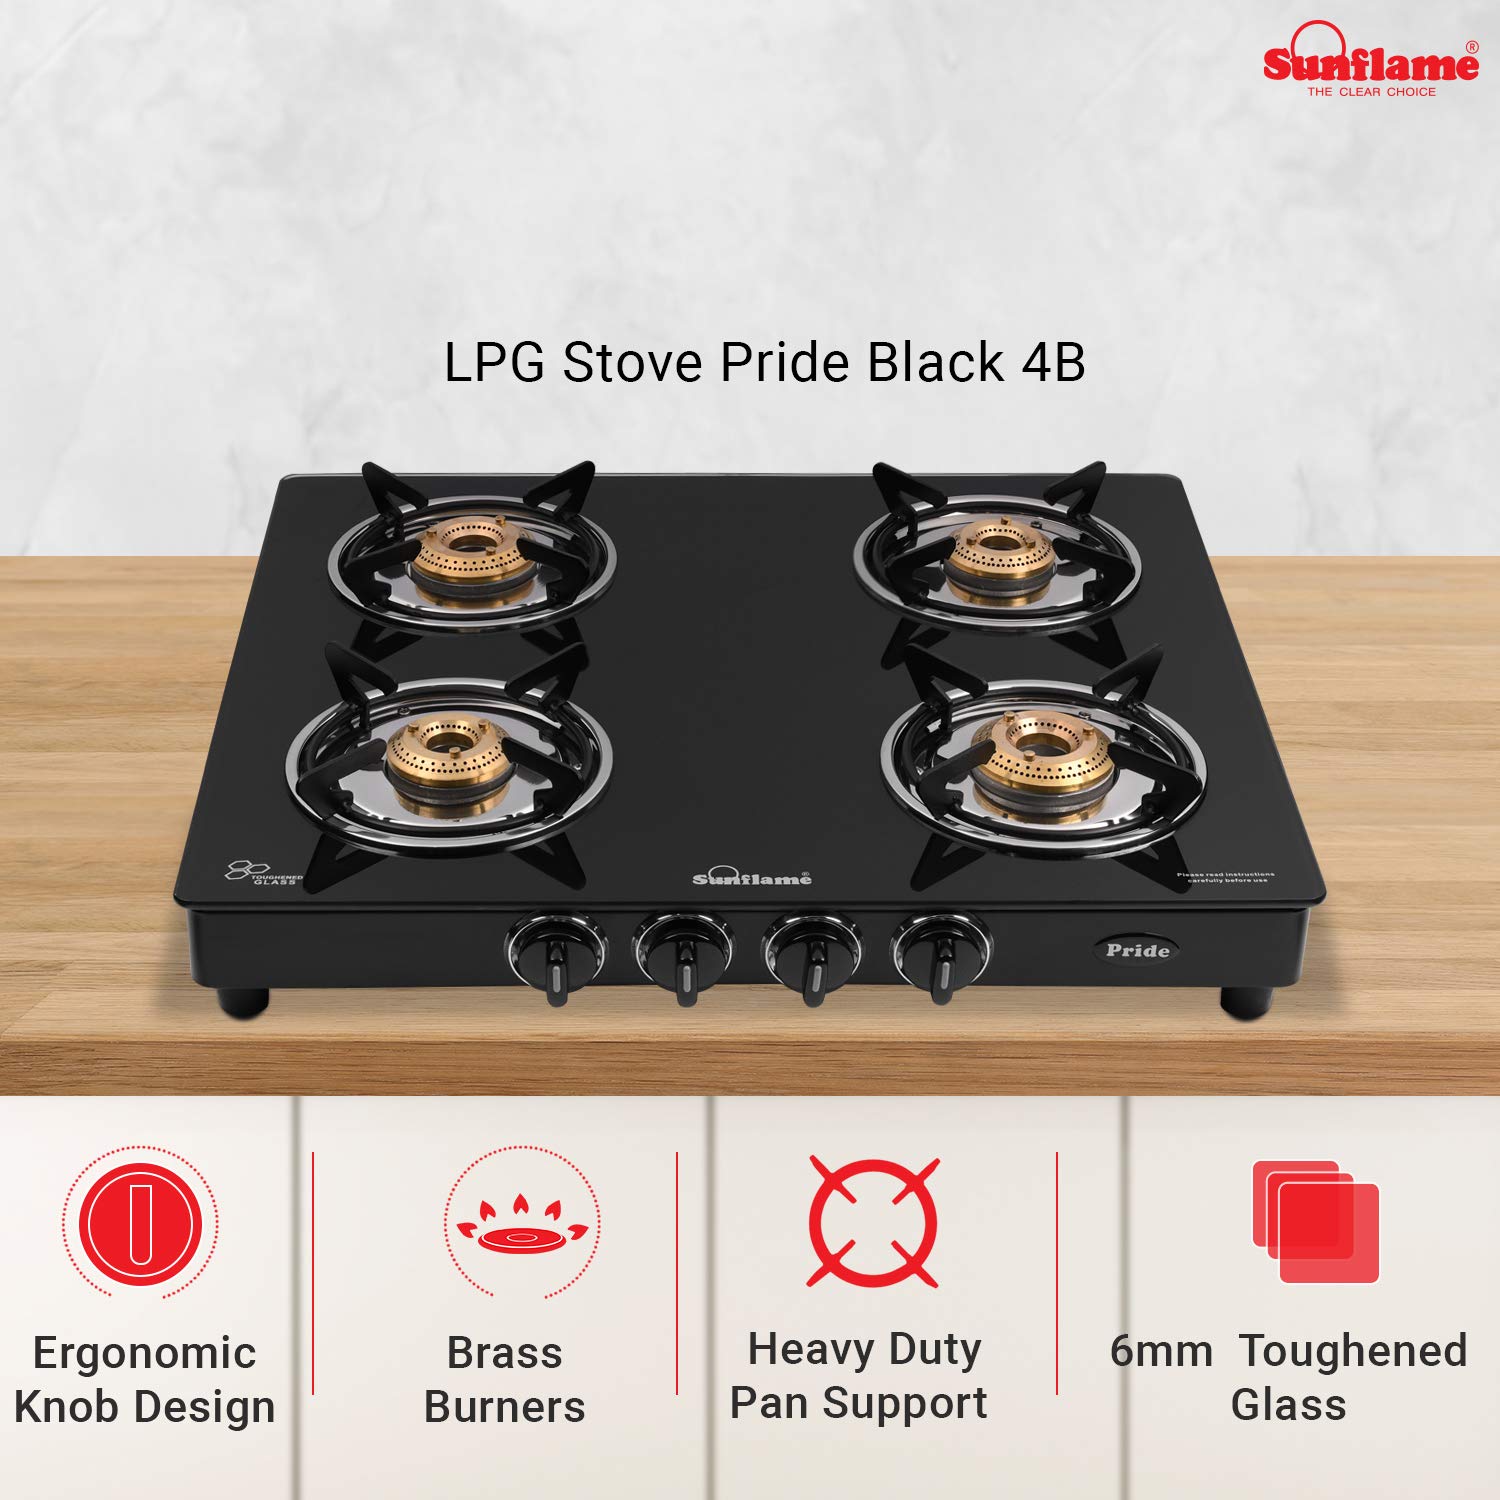 Sunflame®
THE CLEAR CHOICE
LPG Stove Pride Black 4B
TOUGHENED
GLASS
Sunflame®
Please read instructions
carefully before use
Pride
Ergonomic
Knob Design
Brass
Burners
Heavy Duty
Pan Support
6mm Toughened
Glass